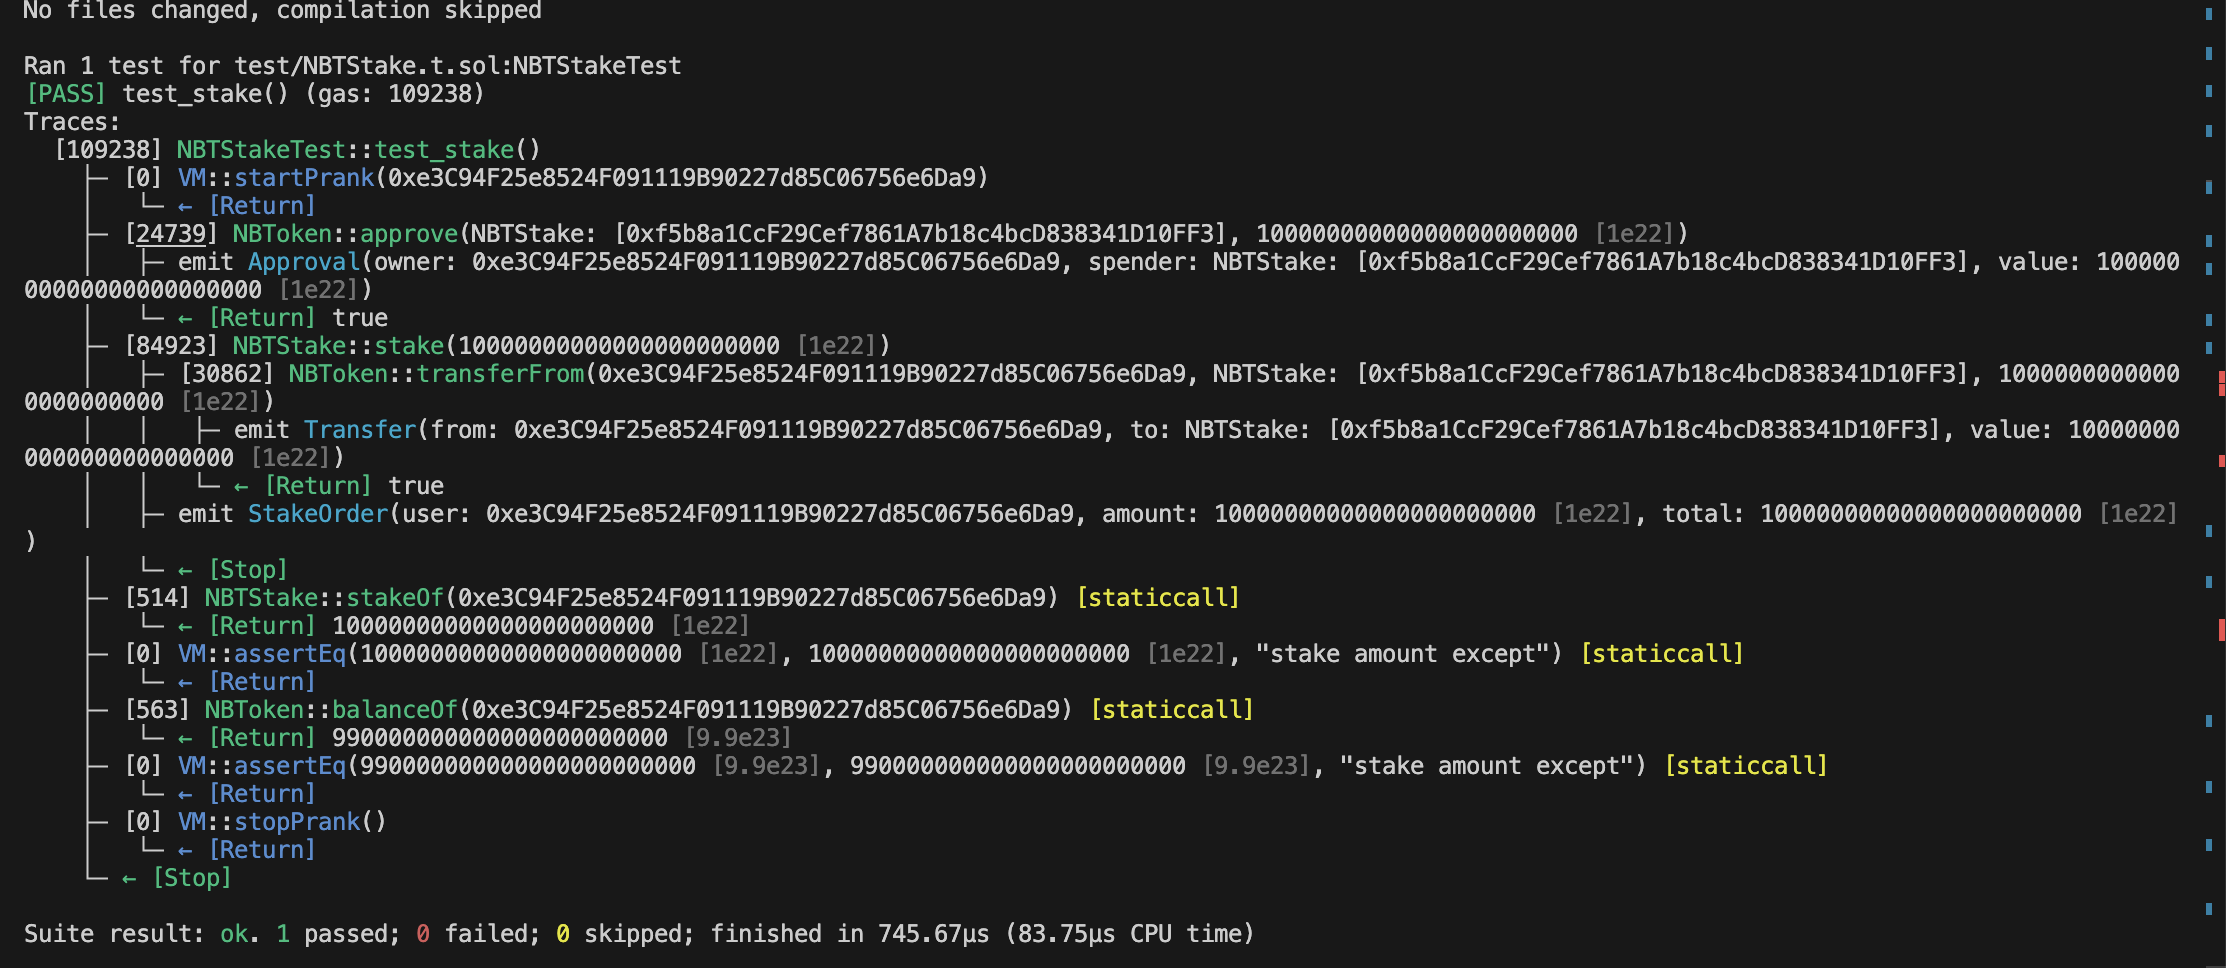 No files changed, compilation skipped
Ran 1 test for test/NBTStake.t.sol:NBTStakeTest
[PASS] test_stake() (gas: 109238)
Traces:
  [109238] NBTStakeTest::test_stake()
    ├─ [0] VM::startPrank(0xe3C94F25e8524F091119B90227d85C06756e6Da9)
    │   └─ ← [Return]
    ├─ [24739] NBToken::approve(NBTStake: [0xf5b8a1CcF29Cef7861A7b18c4bcD838341D10FF3], 10000000000000000000000 [1e22])
    │   ├─ emit Approval(owner: 0xe3C94F25e8524F091119B90227d85C06756e6Da9, spender: NBTStake: [0xf5b8a1CcF29Cef7861A7b18c4bcD838341D10FF3], value: 100000
00000000000000000 [1e22])
    │   └─ ← [Return] true
    ├─ [84923] NBTStake::stake(10000000000000000000000 [1e22])
    │   ├─ [30862] NBToken::transferFrom(0xe3C94F25e8524F091119B90227d85C06756e6Da9, NBTStake: [0xf5b8a1CcF29Cef7861A7b18c4bcD838341D10FF3], 1000000000000
0000000000 [1e22])
    │   │   ├─ emit Transfer(from: 0xe3C94F25e8524F091119B90227d85C06756e6Da9, to: NBTStake: [0xf5b8a1CcF29Cef7861A7b18c4bcD838341D10FF3], value: 10000000
000000000000000 [1e22])
    │   │   └─ ← [Return] true
    │   ├─ emit StakeOrder(user: 0xe3C94F25e8524F091119B90227d85C06756e6Da9, amount: 10000000000000000000000 [1e22], total: 10000000000000000000000 [1e22]
)
    │   └─ ← [Stop]
    ├─ [514] NBTStake::stakeOf(0xe3C94F25e8524F091119B90227d85C06756e6Da9) [staticcall]
    │   └─ ← [Return] 10000000000000000000000 [1e22]
    ├─ [0] VM::assertEq(10000000000000000000000 [1e22], 10000000000000000000000 [1e22], "stake amount except") [staticcall]
    │   └─ ← [Return]
    ├─ [563] NBToken::balanceOf(0xe3C94F25e8524F091119B90227d85C06756e6Da9) [staticcall]
    │   └─ ← [Return] 990000000000000000000000 [9.9e23]
    ├─ [0] VM::assertEq(990000000000000000000000 [9.9e23], 990000000000000000000000 [9.9e23], "stake amount except") [staticcall]
    │   └─ ← [Return]
    ├─ [0] VM::stopPrank()
    │   └─ ← [Return]
    └─ ← [Stop]
Suite result: ok. 1 passed; 0 failed; 0 skipped; finished in 745.67µs (83.75µs CPU time)